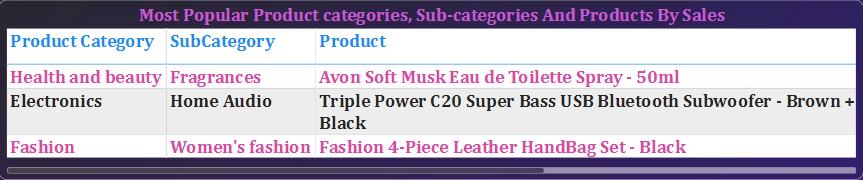 Most Popular Product categories, Sub-categories And Products By Sales
Product Category SubCategory Product
Health and beauty Fragrances Avon Soft Musk Eau de Toilette Spray - 50ml
Electronics Home Audio Triple Power C20 Super Bass USB Bluetooth Subwoofer - Brown +
Black
Fashion Women's fashion Fashion 4-Piece Leather HandBag Set - Black